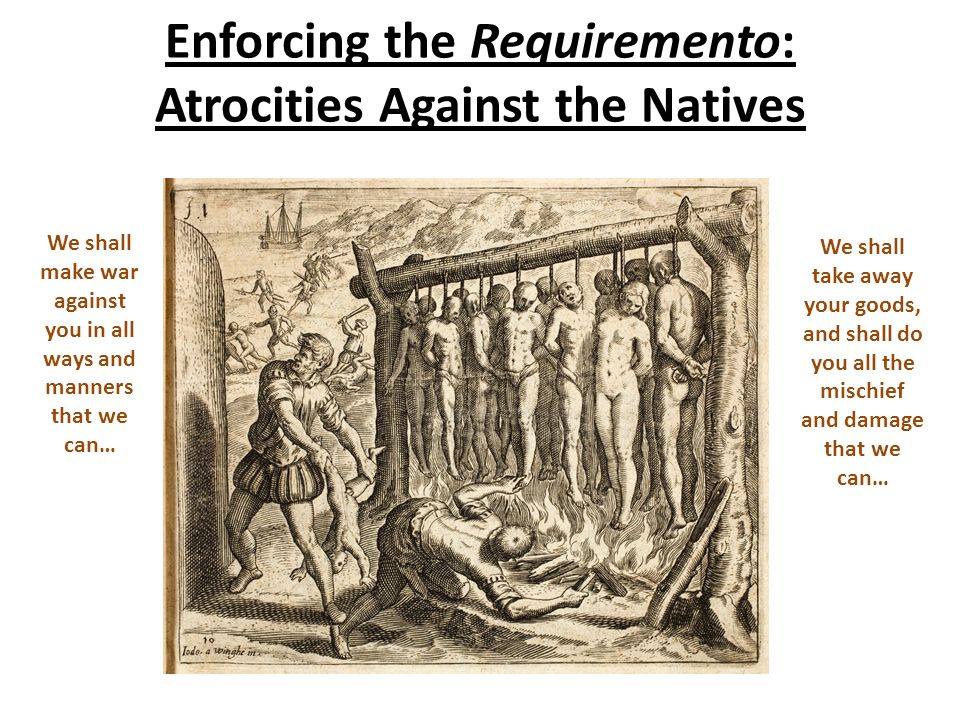 Enforcing the Requiremento:
Atrocities Against the Natives
We shall
make war
against
you in all
ways and
manners
that we
can...
We shall
take away
your goods,
and shall do
you all the
mischief
and damage
that we
can...
10
Iodo. a Winghe in.